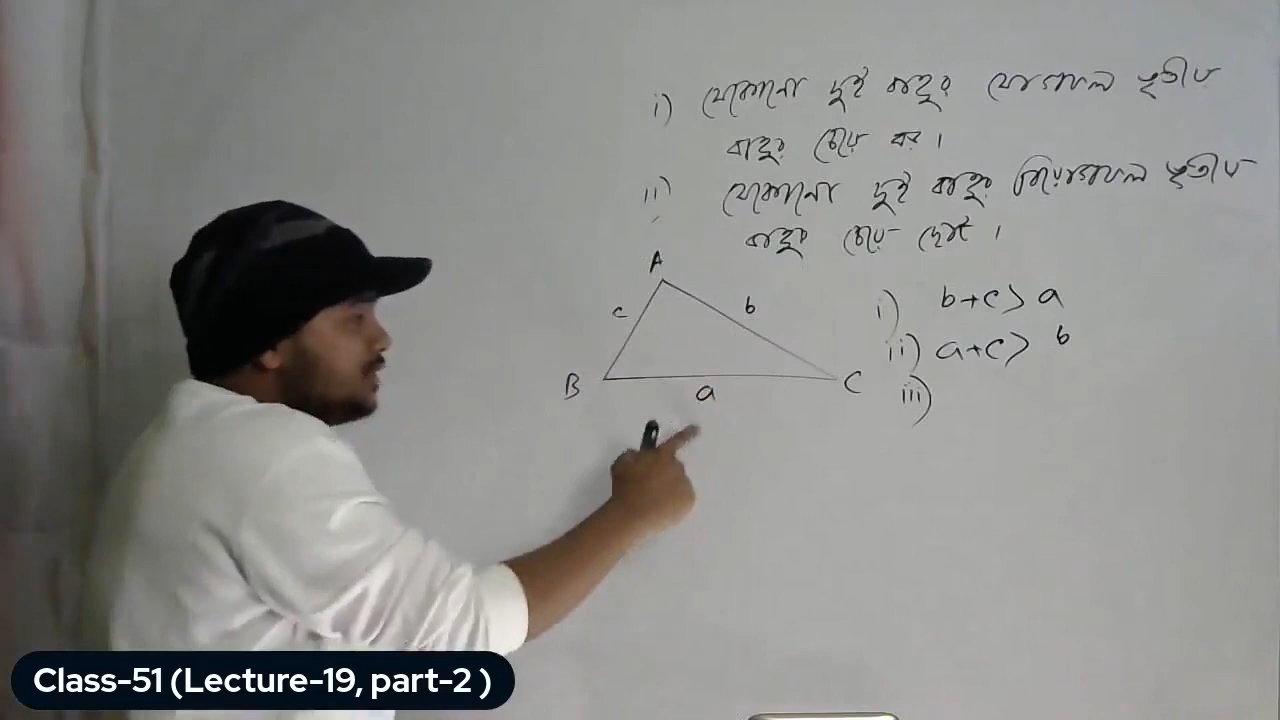 i) যেকোনো দুই বাহুর যোগফল তৃতীয়
বাহুর চেয়ে বড়।
ii) যেকোনো দুই বাহুর বিয়োগফল তৃতীয়
বাহুর চেয়ে ছোট।
A
c b
B a C
i) b+c> a
ii) a+c> b
iii)
Class-51 (Lecture-19, part-2 )